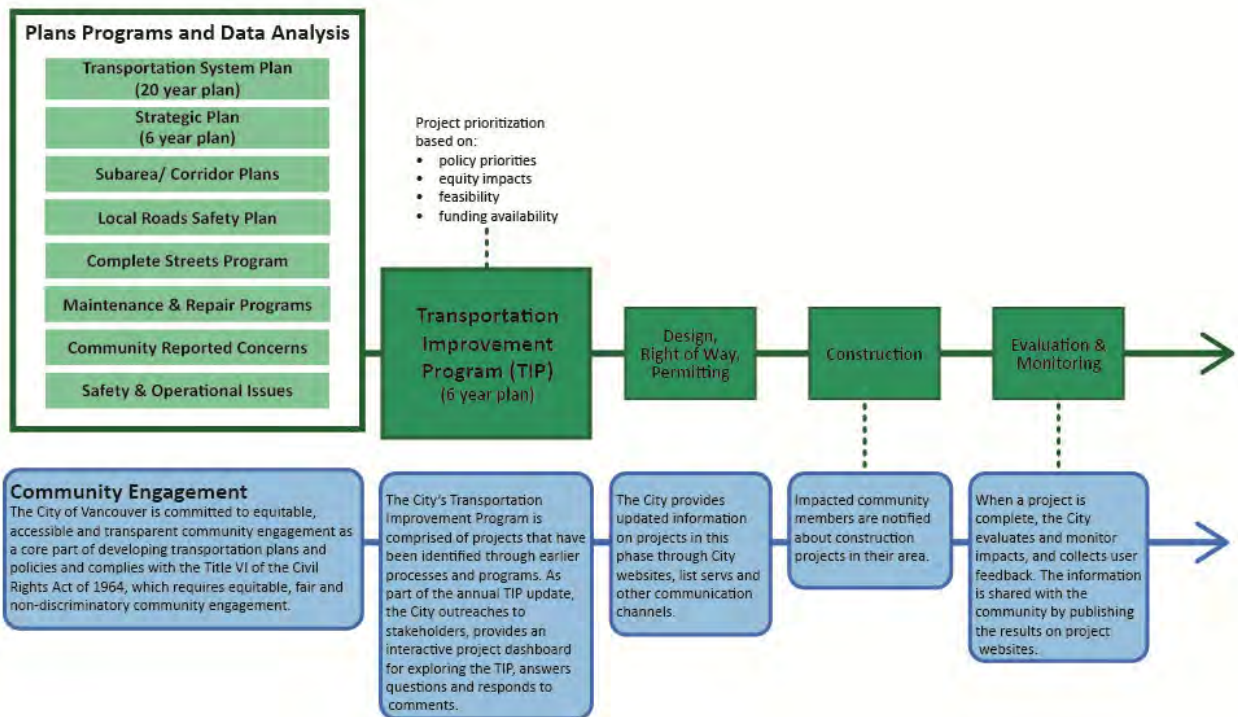 Plans Programs and Data Analysis
Transportation System Plan
(20 year plan)
Strategic Plan
(6 year plan)
Subarea/ Corridor Plans
Local Roads Safety Plan
Complete Streets Program
Maintenance & Repair Programs
Community Reported Concerns
Safety & Operational Issues
Project prioritization
based on:
• policy priorities
• equity impacts
• feasibility
• funding availability
Transportation
Improvement
Program (TIP)
(6 year plan)
Design,
Right of Way,
Permitting
Construction
Evaluation &
Monitoring
Community Engagement
The City of Vancouver is committed to equitable,
accessible and transparent community engagement as
a core part of developing transportation plans and
policies and complies with the Title VI of the Civil
Rights Act of 1964, which requires equitable, fair and
non-discriminatory community engagement.
The City's Transportation
Improvement Program is
comprised of projects that have
been identified through earlier
processes and programs. As
part of the annual TIP update,
the City outreaches to
stakeholders, provides an
interactive project dashboard
for exploring the TIP, answers
questions and responds to
comments.
The City provides
updated information
on projects in this
phase through City
websites, list servs and
other communication
channels.
Impacted community
members are notified
about construction
projects in their area.
When a project is
complete, the City
evaluates and monitor
impacts, and collects user
feedback. The information
is shared with the
community by publishing
the results on project
websites.